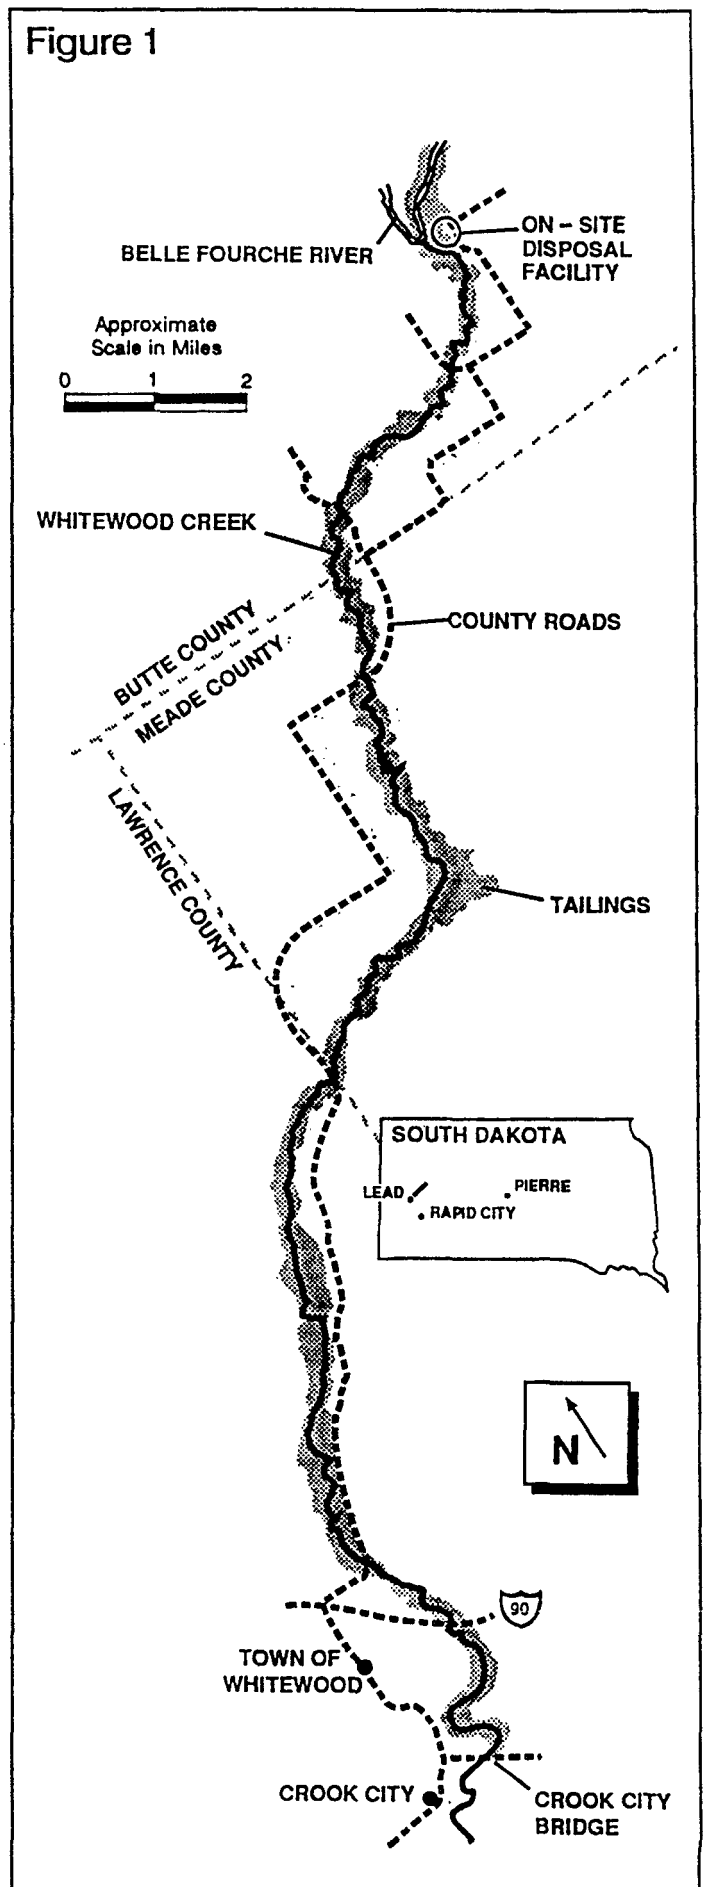 Figure 1
BELLE FOURCHE RIVER
ON – SITE
DISPOSAL
FACILITY
Approximate
Scale in Miles
0 1 2
WHITEWOOD CREEK
COUNTY ROADS
BUTTE COUNTY
MEADE COUNTY
LAWRENCE COUNTY
TAILINGS
SOUTH DAKOTA
LEAD
PIERRE
RAPID CITY
N
90
TOWN OF
WHITEWOOD
CROOK CITY
CROOK CITY
BRIDGE